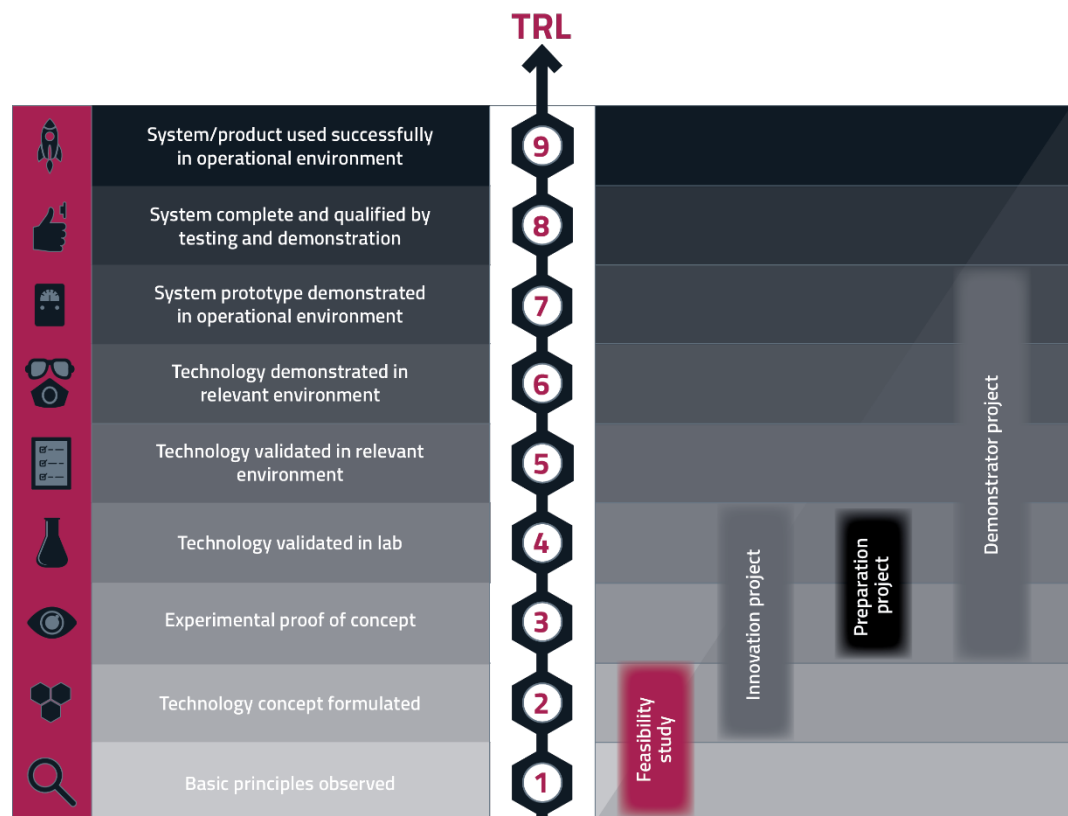 TRL
System/product used successfully
in operational environment
9
System complete and qualified by
testing and demonstration
8
System prototype demonstrated
in operational environment
7
Technology demonstrated in
relevant environment
6
Technology validated in relevant
environment
5
Technology validated in lab
4
Experimental proof of concept
3
Technology concept formulated
2
Basic principles observed
1
Feasibility
study
Innovation project
Preparation
project
Demonstrator project